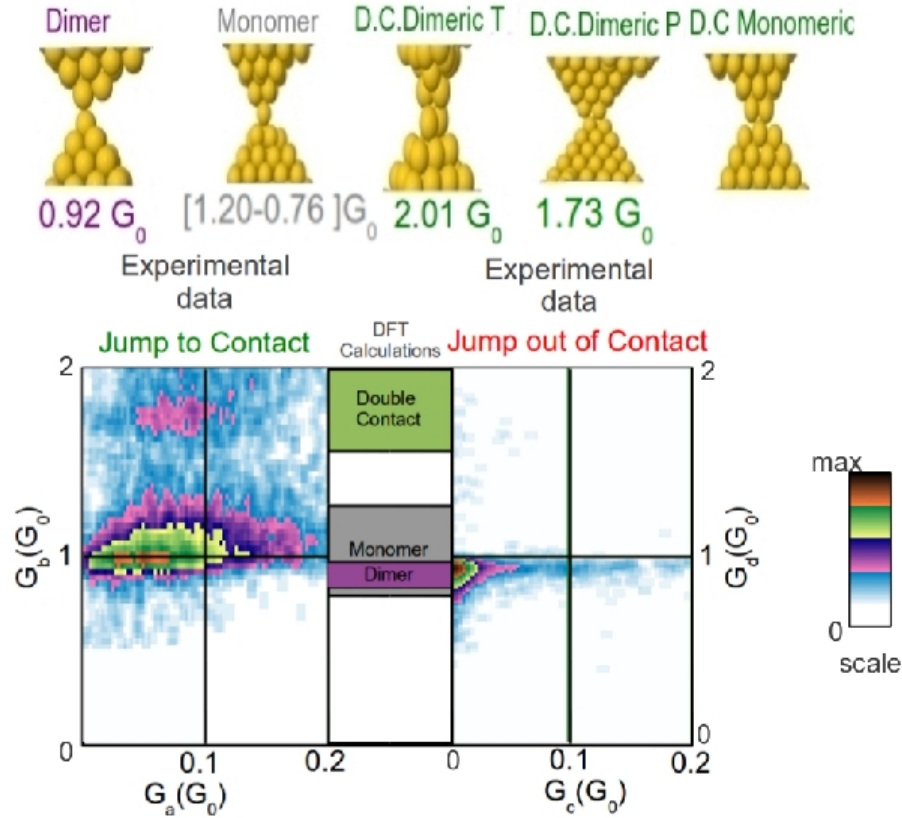 Dimer Monomer D.C.Dimeric T D.C.Dimeric P D.C Monomeric
0.92 G0 [1.20-0.76 ]G0 2.01 G0 1.73 G0
Experimental
data
Experimental
data
Jump to Contact
DFT
Calculations
Jump out of Contact
2
Double
Contact
2
max
Gb(G0)
1
Monomer
Dimer
1
Gd(G0)
0
scale
0
0
0.1
0.2
0
0.1
0.2
Ga(G0)
Gc(G0)